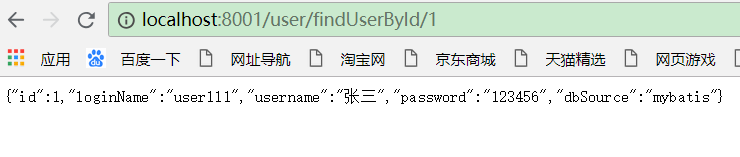 localhost:8001/user/findUserById/1
应用 百度一下 网址导航 淘宝网 京东商城 天猫精选 网页游戏
{"id":1,"loginName":"user111","username":"张三","password":"123456","dbSource":"mybatis"}